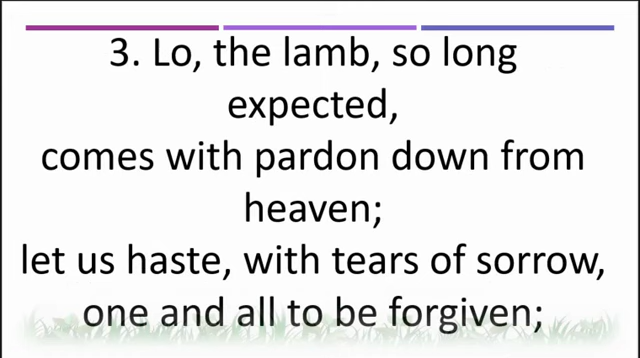 3. Lo, the lamb, so long
expected,
comes with pardon down from
heaven;
let us haste, with tears of sorrow,
one and all to be forgiven;